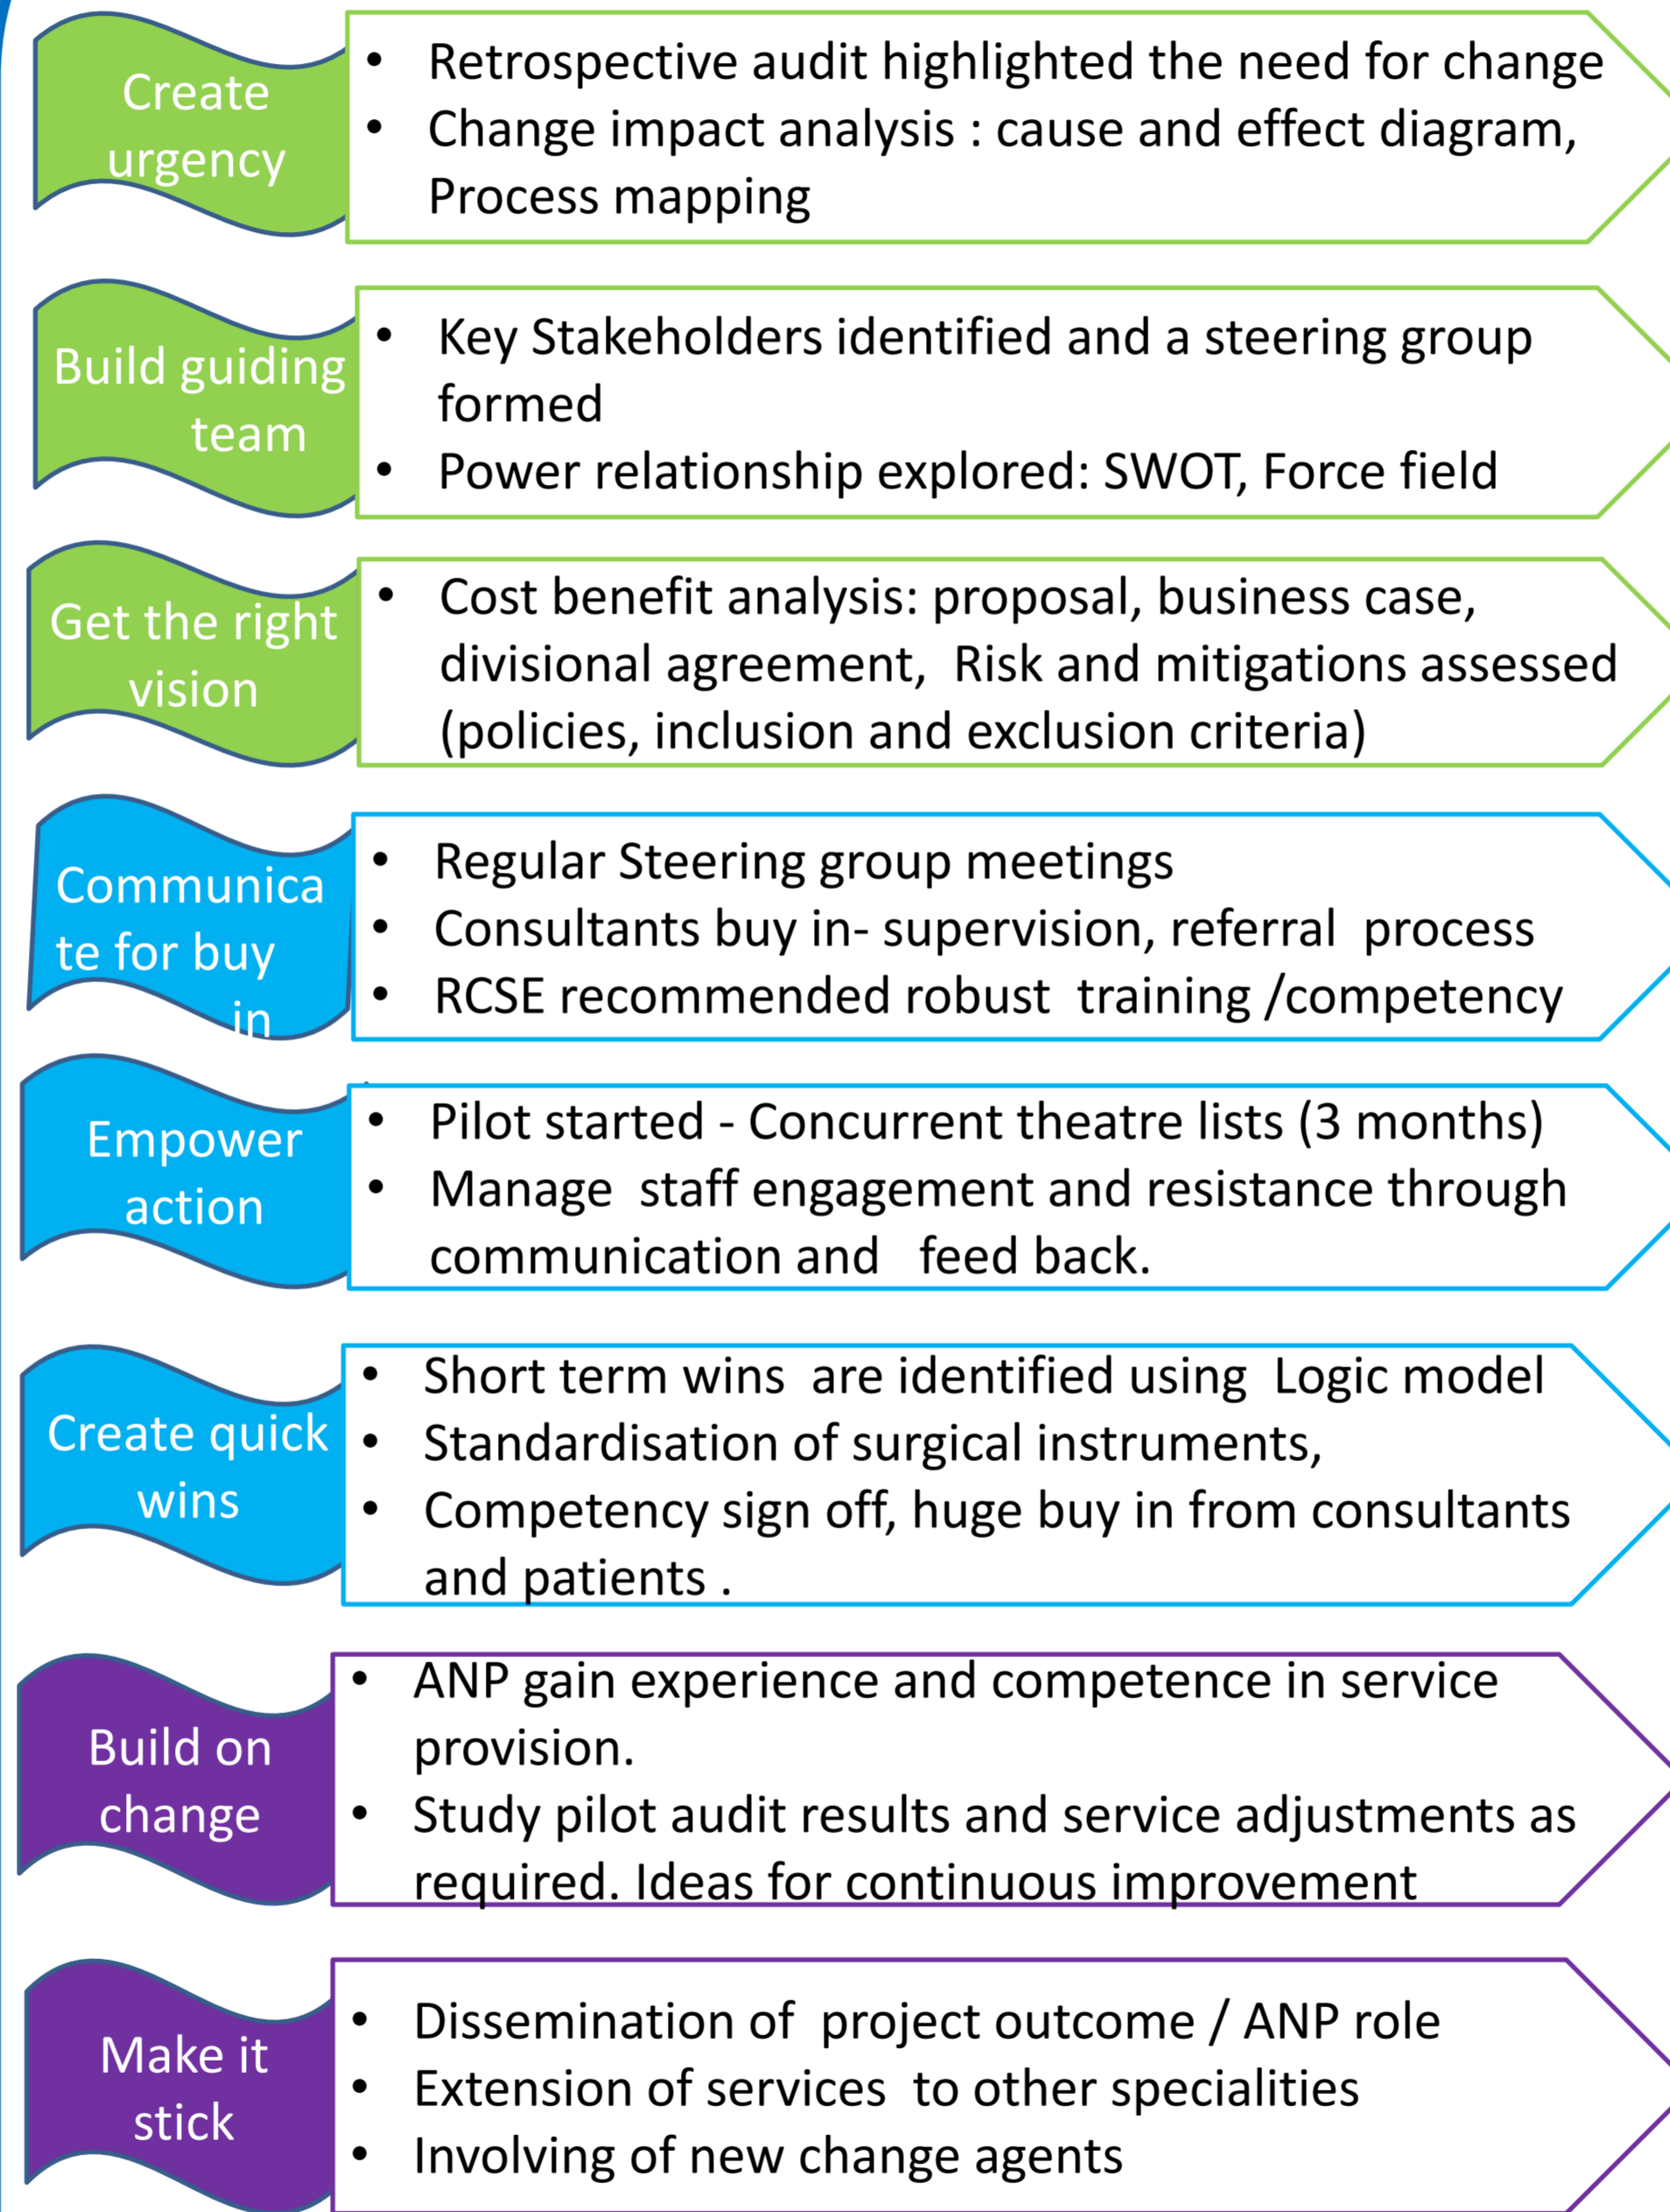 Create
urgency
• Retrospective audit highlighted the need for change
• Change impact analysis : cause and effect diagram,
Process mapping
Build guiding
team
• Key Stakeholders identified and a steering group
formed
• Power relationship explored: SWOT, Force field
Get the right
vision
• Cost benefit analysis: proposal, business case,
divisional agreement, Risk and mitigations assessed
(policies, inclusion and exclusion criteria)
Communica
te for buy
in
• Regular Steering group meetings
• Consultants buy in- supervision, referral process
• RCSE recommended robust training /competency
Empower
action
• Pilot started - Concurrent theatre lists (3 months)
• Manage staff engagement and resistance through
communication and feed back.
Create quick
wins
• Short term wins are identified using Logic model
• Standardisation of surgical instruments,
• Competency sign off, huge buy in from consultants
and patients .
Build on
change
• ANP gain experience and competence in service
provision.
• Study pilot audit results and service adjustments as
required. Ideas for continuous improvement
Make it
stick
• Dissemination of project outcome / ANP role
• Extension of services to other specialities
• Involving of new change agents